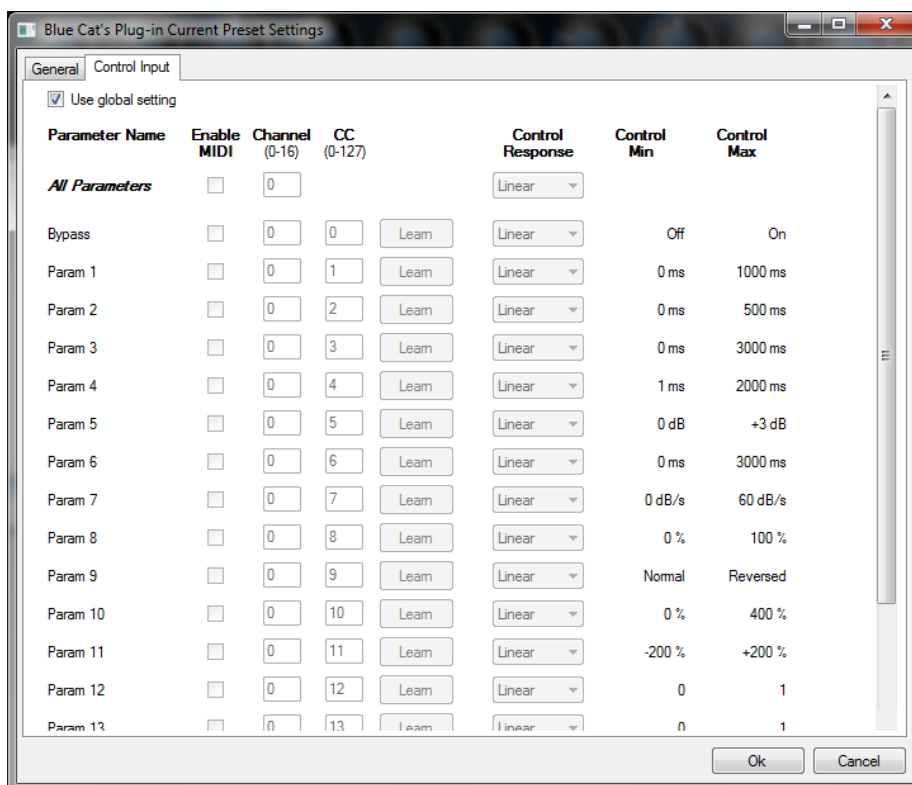 Blue Cat's Plug-in Current Preset Settings
General Control Input
Use global setting
Parameter Name Enable MIDI Channel (0-16) CC (0-127) Control Response Control Min Control Max
All Parameters 0 Linear
Bypass 0 0 Learn Linear Off On
Param 1 0 1 Learn Linear 0 ms 1000 ms
Param 2 0 2 Learn Linear 0 ms 500 ms
Param 3 0 3 Learn Linear 0 ms 3000 ms
Param 4 0 4 Learn Linear 1 ms 2000 ms
Param 5 0 5 Learn Linear 0 dB +3 dB
Param 6 0 6 Learn Linear 0 ms 3000 ms
Param 7 0 7 Learn Linear 0 dB/s 60 dB/s
Param 8 0 8 Learn Linear 0 % 100 %
Param 9 0 9 Learn Linear Normal Reversed
Param 10 0 10 Learn Linear 0 % 400 %
Param 11 0 11 Learn Linear -200 % +200 %
Param 12 0 12 Learn Linear 0 1
Param 13 0 13 Learn Linear 0 1
Ok Cancel